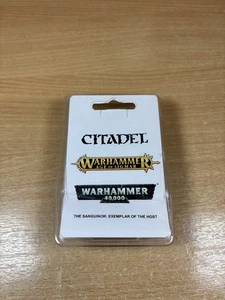 CITADEL
WARHAMMER
AGE OF SIGMAR
WARHAMMER
40,000
THE SANGUINOR: EXEMPLAR OF THE HOST